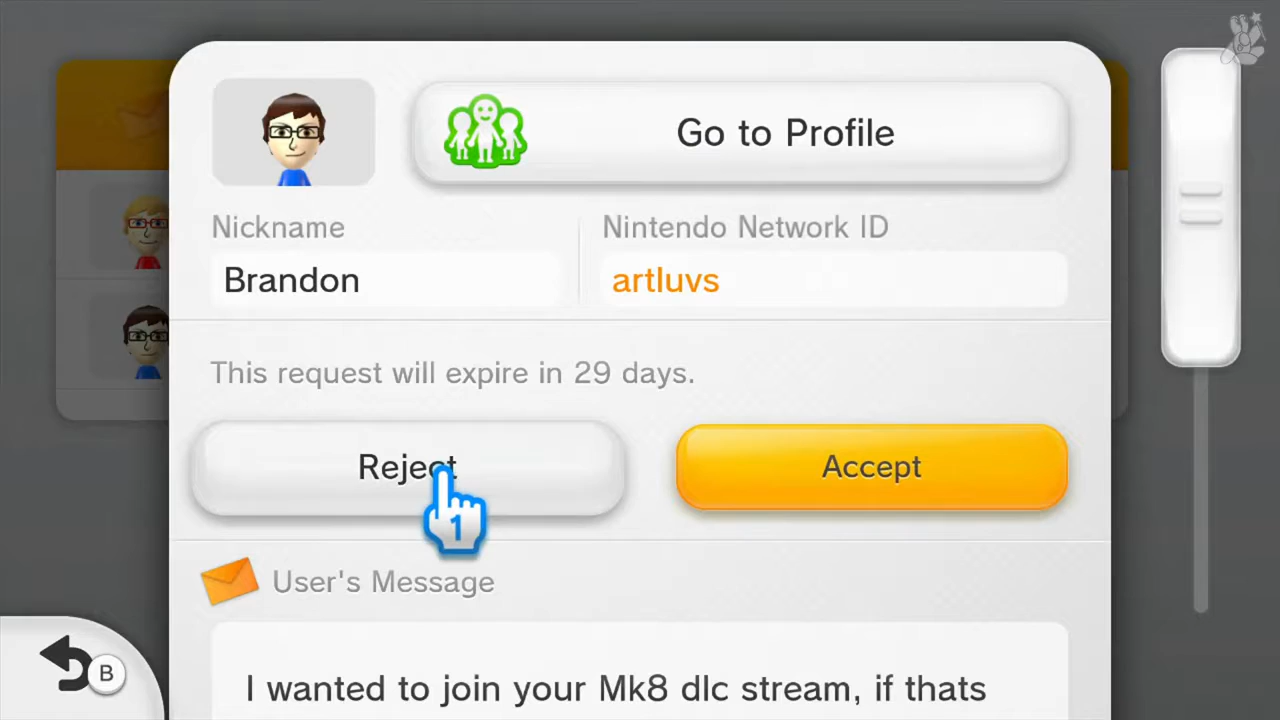 Go to Profile
Nickname
Nintendo Network ID
Brandon
artluvs
This request will expire in 29 days.
Reject
Accept
1
User's Message
B
I wanted to join your Mk8 dlc stream, if thats